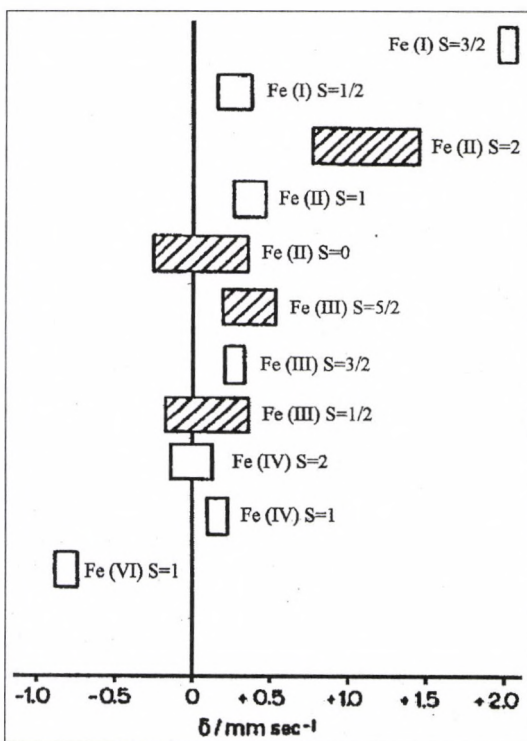 Fe (I) S=3/2
Fe (I) S=1/2
Fe (II) S=2
Fe (II) S=1
Fe (II) S=0
Fe (III) S=5/2
Fe (III) S=3/2
Fe (III) S=1/2
Fe (IV) S=2
Fe (IV) S=1
Fe (VI) S=1
-1.0 -0.5 0 +0.5 +1.0 +1.5 +2.0
δ/mm sec⁻¹